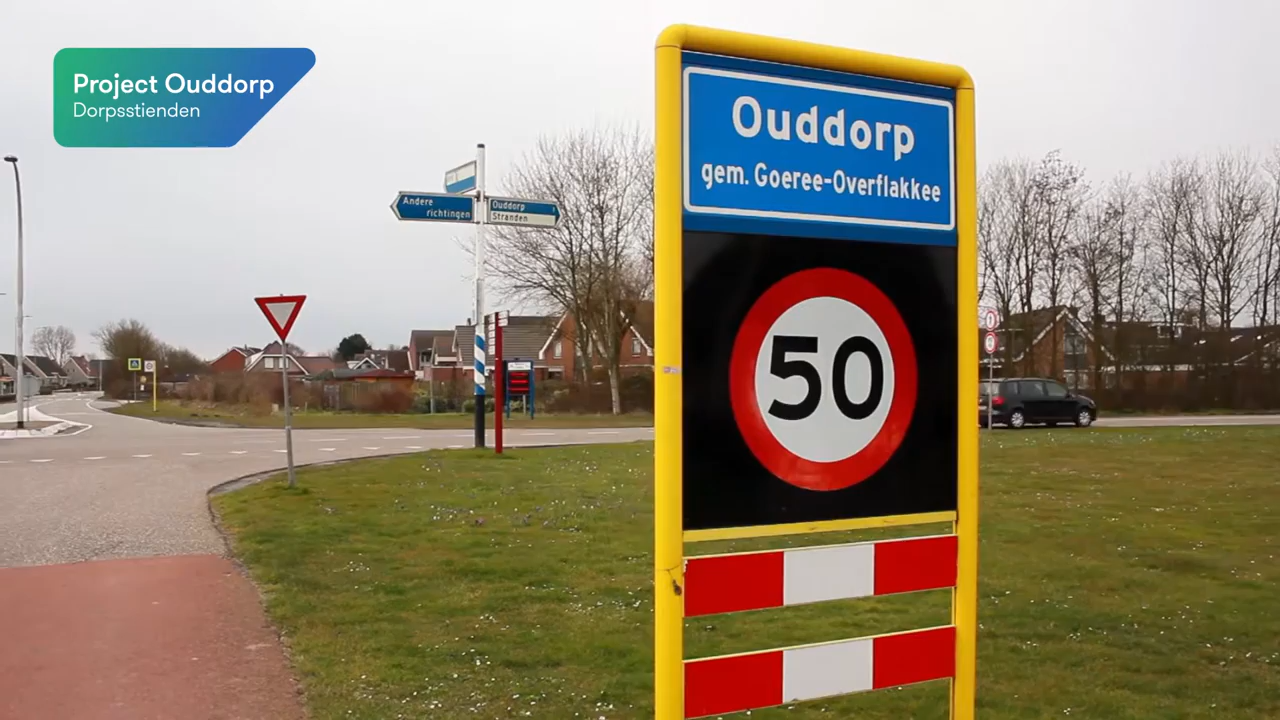 Project Ouddorp
Dorpsstienden
Ouddorp
gem. Goeree-Overflakkee
50
Andere
richtingen
Ouddorp
Stranden